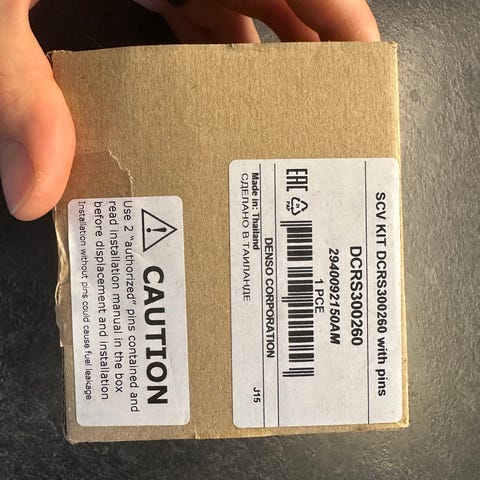 SCV KIT DCRS300260 with pins
DCRS300260
2940092150AM
1 PCE
EAC
DENSO CORPORATION
Made in: Thailand
СДЕЛАНО В ТАИЛАНДЕ
J15
CAUTION
Use 2 "authorized" pins contained and
read installation manual in the box
before displacement and installation
Installation without pins could cause fuel leakage